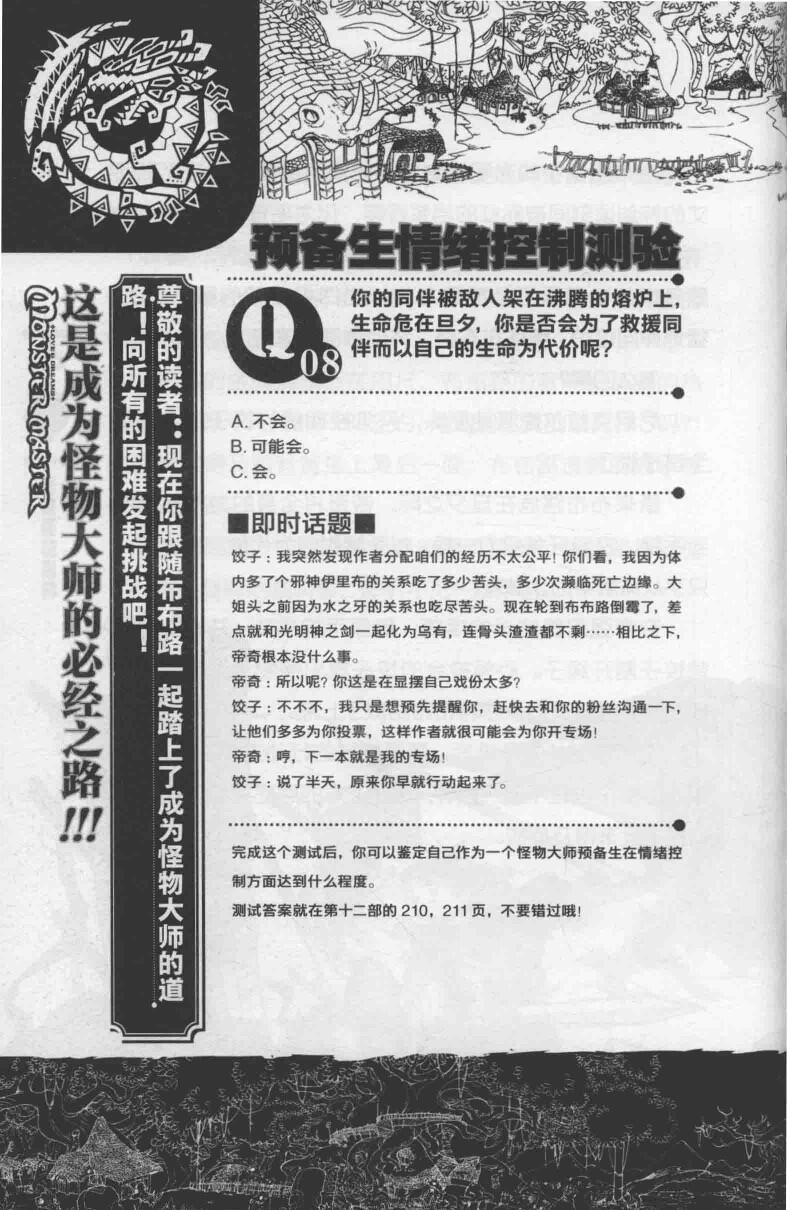 预备生情绪控制测验
Q
08
你的同伴被敌人架在沸腾的熔炉上，
生命危在旦夕，你是否会为了救援同
伴而以自己的生命为代价呢？
A. 不会。
B. 可能会。
C. 会。
■即时话题■
饺子：我突然发现作者分配咱们的经历不太公平！你们看，我因为体
内多了个邪神伊里布的关系吃了多少苦头，多少次濒临死亡边缘。大
姐头之前因为水之牙的关系也吃尽苦头。现在轮到布布路倒霉了，差
点就和光明神之剑一起化为乌有，连骨头渣渣都不剩……相比之下，
帝奇根本没什么事。
帝奇：所以呢？你这是在显摆自己戏份太多？
饺子：不不不，我只是想预先提醒你，赶快去和你的粉丝沟通一下，
让他们多多为你投票，这样作者就很可能会为你开专场！
帝奇：哼，下一本就是我的专场！
饺子：说了半天，原来你早就行动起来了。
完成这个测试后，你可以鉴定自己作为一个怪物大师预备生在情绪控
制方面达到什么程度。
测试答案就在第十二部的 210，211 页，不要错过哦！
尊敬的读者：现在你跟随布布路一起踏上了成为怪物大师的道
路！向所有的困难发起挑战吧！
这是成为怪物大师的必经之路!!!
MONSTER MASTER